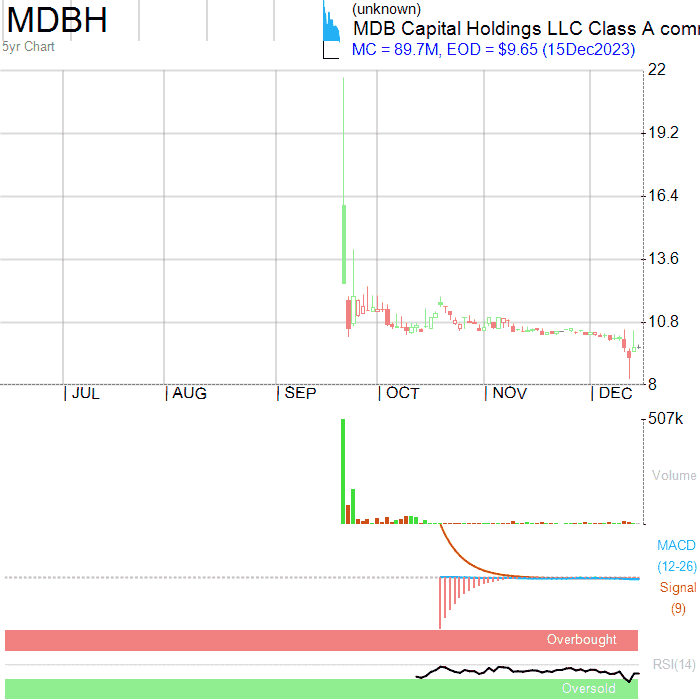 MDBH
5yr Chart
(unknown)
MDB Capital Holdings LLC Class A com
MC = 89.7M, EOD = $9.65 (15Dec2023)
22
19.2
16.4
13.6
10.8
8
JUL AUG SEP OCT NOV DEC
507k
Volume
MACD
(12-26)
Signal
(9)
Overbought
RSI(14)
Oversold